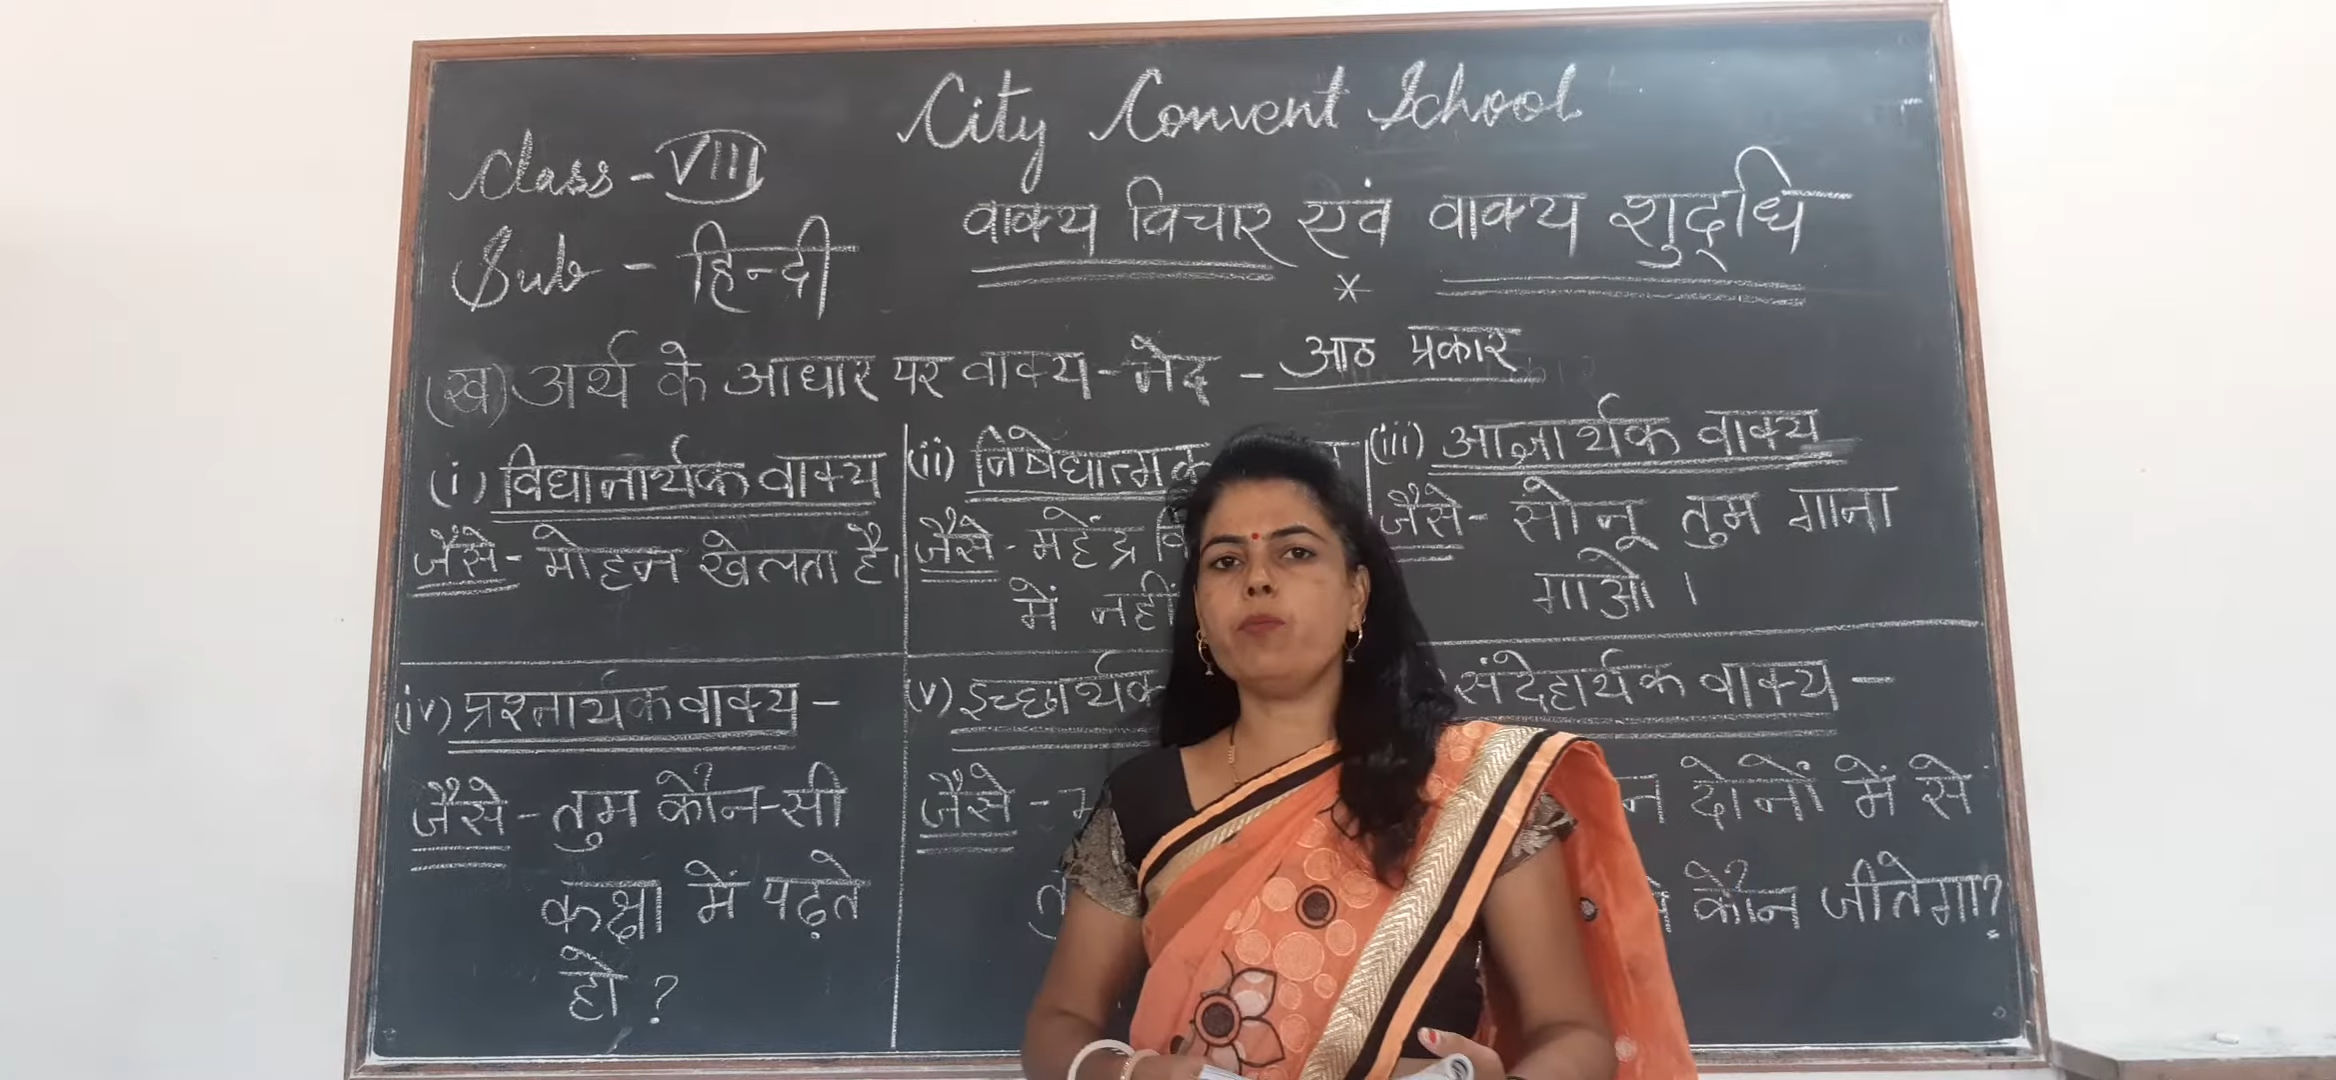 City Convent School
Class - VIII
Sub - हिन्दी
वाक्य विचार एवं वाक्य शुद्धि
(ख) अर्थ के आधार पर वाक्य-भेद - आठ प्रकार
(i) विधानार्थक वाक्य
जैसे- मोहन खेलता है।
(ii) निषेधात्मक
जैसे - महेंद्र
में नहीं
(iii) आज्ञार्थक वाक्य
जैसे- सोनू तुम गाना
गाओ ।
(iv) प्रश्नार्थक वाक्य -
जैसे - तुम कौन-सी
कक्षा में पढ़ते
हो ?
(v) इच्छार्थक
जैसे -
संदेहार्थक वाक्य -
दोनों में से
कौन जीतेगा?